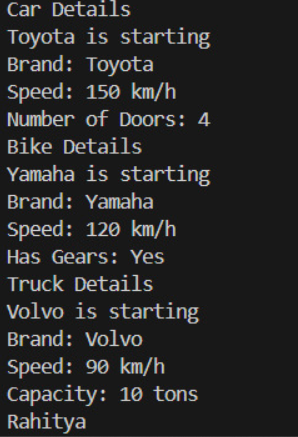 Car Details
Toyota is starting
Brand: Toyota
Speed: 150 km/h
Number of Doors: 4
Bike Details
Yamaha is starting
Brand: Yamaha
Speed: 120 km/h
Has Gears: Yes
Truck Details
Volvo is starting
Brand: Volvo
Speed: 90 km/h
Capacity: 10 tons
Rahitya